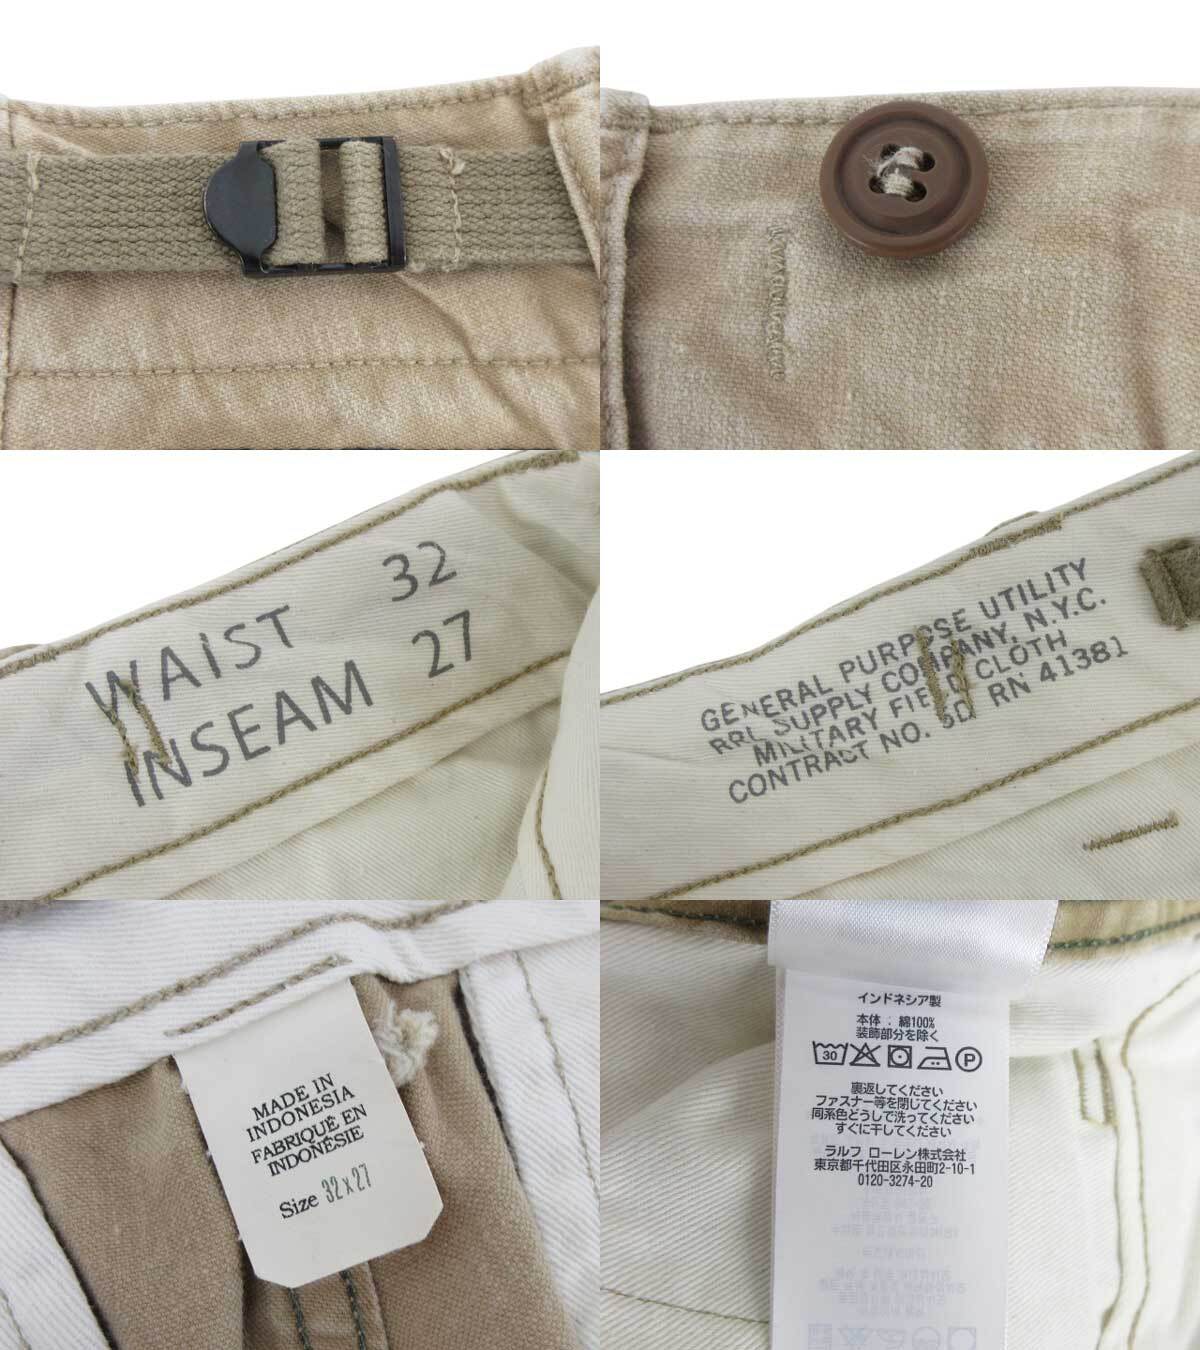 WAIST 32
INSEAM 27
GENERAL PURPOSE UTILITY
RRL SUPPLY COMPANY, N.Y.C.
MILITARY FIELD CLOTH
CONTRACT NO. RN 41381
MADE IN
INDONESIA
FABRIQUÉ EN
INDONÉSIE
Size 32x27
インドネシア製
本体 : 綿100%
装飾部分を除く
30 P
裏返してください
ファスナー等を閉じてください
同系色どうしで洗ってください
すぐに干してください
ラルフ ローレン株式会社
東京都千代田区永田町2-10-1
0120-3274-20